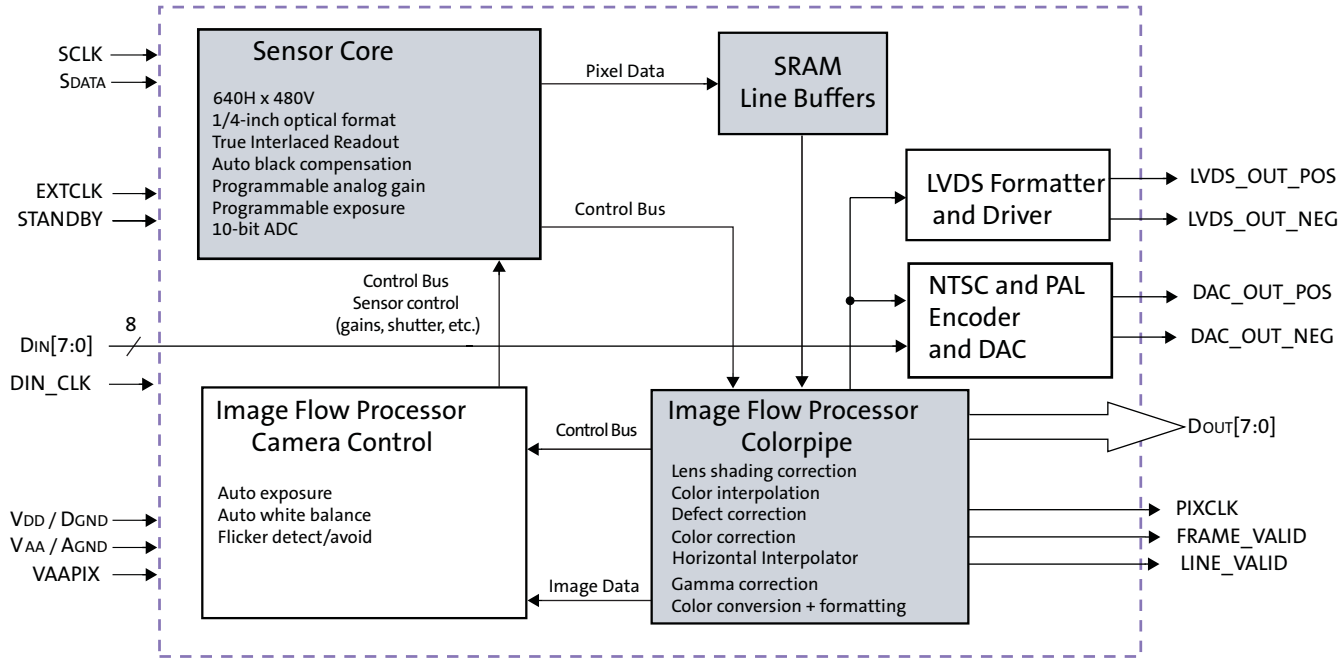 SCLK
SDATA
EXTCLK
STANDBY
8
DIN[7:0]
DIN_CLK
VDD / DGND
VAA / AGND
VAAPIX
Sensor Core
640H x 480V
1/4-inch optical format
True Interlaced Readout
Auto black compensation
Programmable analog gain
Programmable exposure
10-bit ADC
Pixel Data
SRAM
Line Buffers
Control Bus
Control Bus
Sensor control
(gains, shutter, etc.)
LVDS Formatter
and Driver
LVDS_OUT_POS
LVDS_OUT_NEG
NTSC and PAL
Encoder
and DAC
DAC_OUT_POS
DAC_OUT_NEG
Image Flow Processor
Camera Control
Auto exposure
Auto white balance
Flicker detect/avoid
Control Bus
Image Data
Image Flow Processor
Colorpipe
Lens shading correction
Color interpolation
Defect correction
Color correction
Horizontal Interpolator
Gamma correction
Color conversion + formatting
DOUT[7:0]
PIXCLK
FRAME_VALID
LINE_VALID